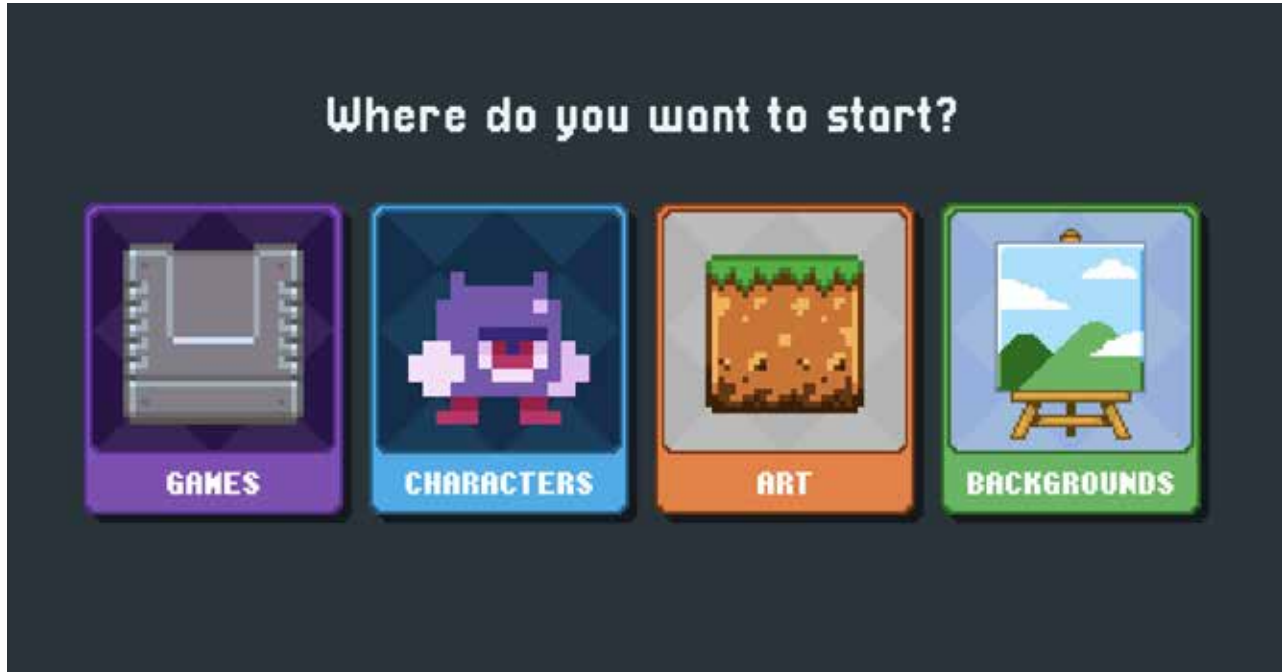 Where do you want to start?
GAMES
CHARACTERS
ART
BACKGROUNDS